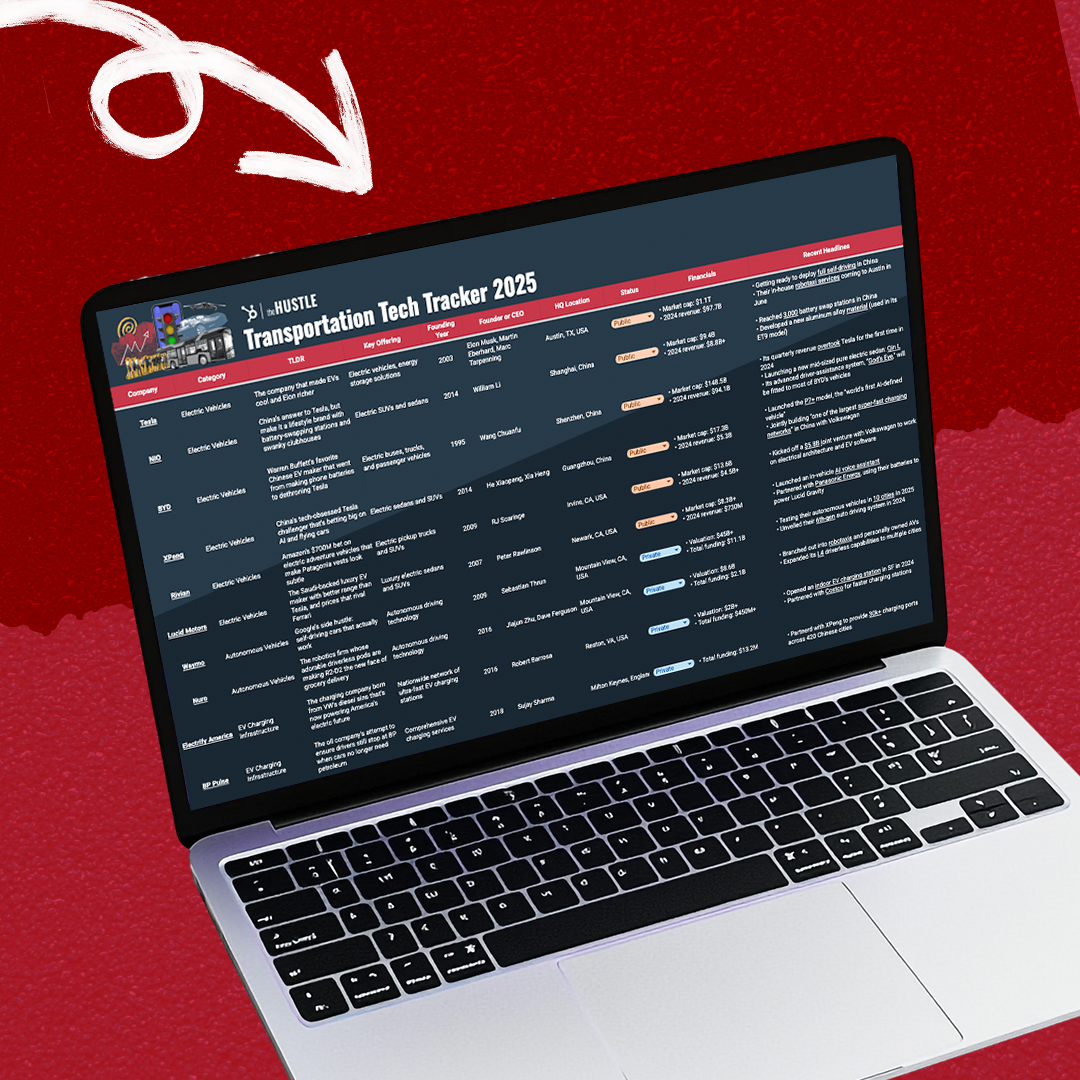 the HUSTLE
Transportation Tech Tracker 2025
Company Category TLDR Key Offering Founding Year Founder or CEO HQ Location Status Financials Recent Headlines
Tesla
Electric Vehicles
The company that made EVs
cool and Elon richer
Electric vehicles, energy
storage solutions
2003
Elon Musk, Martin
Eberhard, Marc
Tarpenning
Austin, TX, USA
Public
• Market cap: $1.1T
• 2024 revenue: $97.7B
• Getting ready to deploy full self-driving in China
• Their in-house robotaxi services coming to Austin in
June
NIO
Electric Vehicles
China's answer to Tesla, but
make it a lifestyle brand with
battery-swapping stations and
swanky clubhouses
Electric SUVs and sedans
2014
William Li
Shanghai, China
Public
• Market cap: $9.4B
• 2024 revenue: $8.8B+
• Reached 3,000 battery swap stations in China
• Developed a new aluminum alloy material (used in its
ET9 model)
BYD
Electric Vehicles
Warren Buffett's favorite
Chinese EV maker that went
from making phone batteries
to dethroning Tesla
Electric buses, trucks,
and passenger vehicles
1995
Wang Chuanfu
Shenzhen, China
Public
• Market cap: $148.5B
• 2024 revenue: $94.1B
• Its quarterly revenue overtook Tesla for the first time in
2024
• Launching a new mid-sized pure electric sedan: Qin L
• Its advanced driver-assistance system, "God's Eye," will
be fitted to most of BYD's vehicles
XPeng
Electric Vehicles
China's tech-obsessed Tesla
challenger that's betting big on
AI and flying cars
Electric sedans and SUVs
2014
He Xiaopeng, Xia Heng
Guangzhou, China
Public
• Market cap: $17.3B
• 2024 revenue: $5.3B
• Launched the P7+ model, the "world's first AI-defined
vehicle"
• Jointly building "one of the largest super-fast charging
networks" in China with Volkswagen
Rivian
Electric Vehicles
Amazon's $700M bet on
electric adventure vehicles that
make Patagonia vests look
subtle
Electric pickup trucks
and SUVs
2009
RJ Scaringe
Irvine, CA, USA
Public
• Market cap: $13.6B
• 2024 revenue: $4.5B+
• Kicked off a $5.8B joint venture with Volkswagen to work
on electrical architecture and EV software
Lucid Motors
Electric Vehicles
The Saudi-backed luxury EV
maker with better range than
Tesla, and prices that rival
Ferrari
Luxury electric sedans
and SUVs
2007
Peter Rawlinson
Newark, CA, USA
Public
• Market cap: $8.3B+
• 2024 revenue: $730M
• Launched an in-vehicle AI voice assistant
• Partnered with Panasonic Energy, using their batteries to
power Lucid Gravity
Waymo
Autonomous Vehicles
Google's side hustle:
self-driving cars that actually
work
Autonomous driving
technology
2009
Sebastian Thrun
Mountain View, CA,
USA
Private
• Valuation: $45B+
• Total funding: $11.1B
• Testing their autonomous vehicles in 10 cities in 2025
• Unveiled their 6th-gen auto driving system in 2024
Nuro
Autonomous Vehicles
The robotics firm whose
adorable driverless pods are
making R2-D2 the new face of
grocery delivery
Autonomous driving
technology
2016
Jiajun Zhu, Dave Ferguson
Mountain View, CA,
USA
Private
• Valuation: $8.6B
• Total funding: $2.1B
• Branched out into robotaxis and personally owned AVs
• Expanded its L4 driverless capabilities to multiple cities
Electrify America
EV Charging
Infrastructure
The charging company born
from VW's diesel sins that's
now powering America's
electric future
Nationwide network of
ultra-fast EV charging
stations
2016
Robert Barrosa
Reston, VA, USA
Private
• Valuation: $2B+
• Total funding: $450M+
• Opened an indoor EV charging station in SF in 2024
• Partnered with Costco for faster charging stations
BP Pulse
EV Charging
Infrastructure
The oil company's attempt to
ensure drivers still stop at BP
when cars no longer need
petroleum
Comprehensive EV
charging services
2018
Sujay Sharma
Milton Keynes, England
Private
• Total funding: $13.2M
• Partnerd with XPeng to provide 30k+ charging ports
across 420 Chinese cities